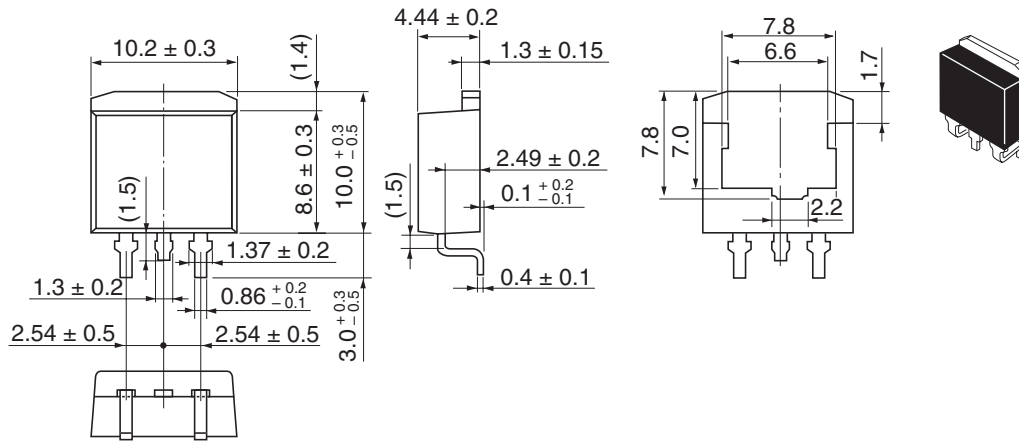 10.2 ± 0.3
(1.4)
8.6 ± 0.3
10.0 + 0.3 − 0.5
(1.5)
1.3 ± 0.2
1.37 ± 0.2
0.86 + 0.2 − 0.1
2.54 ± 0.5
2.54 ± 0.5
3.0 + 0.3 − 0.5
4.44 ± 0.2
1.3 ± 0.15
2.49 ± 0.2
(1.5)
0.1 + 0.2 − 0.1
0.4 ± 0.1
7.8
6.6
1.7
7.8
7.0
2.2